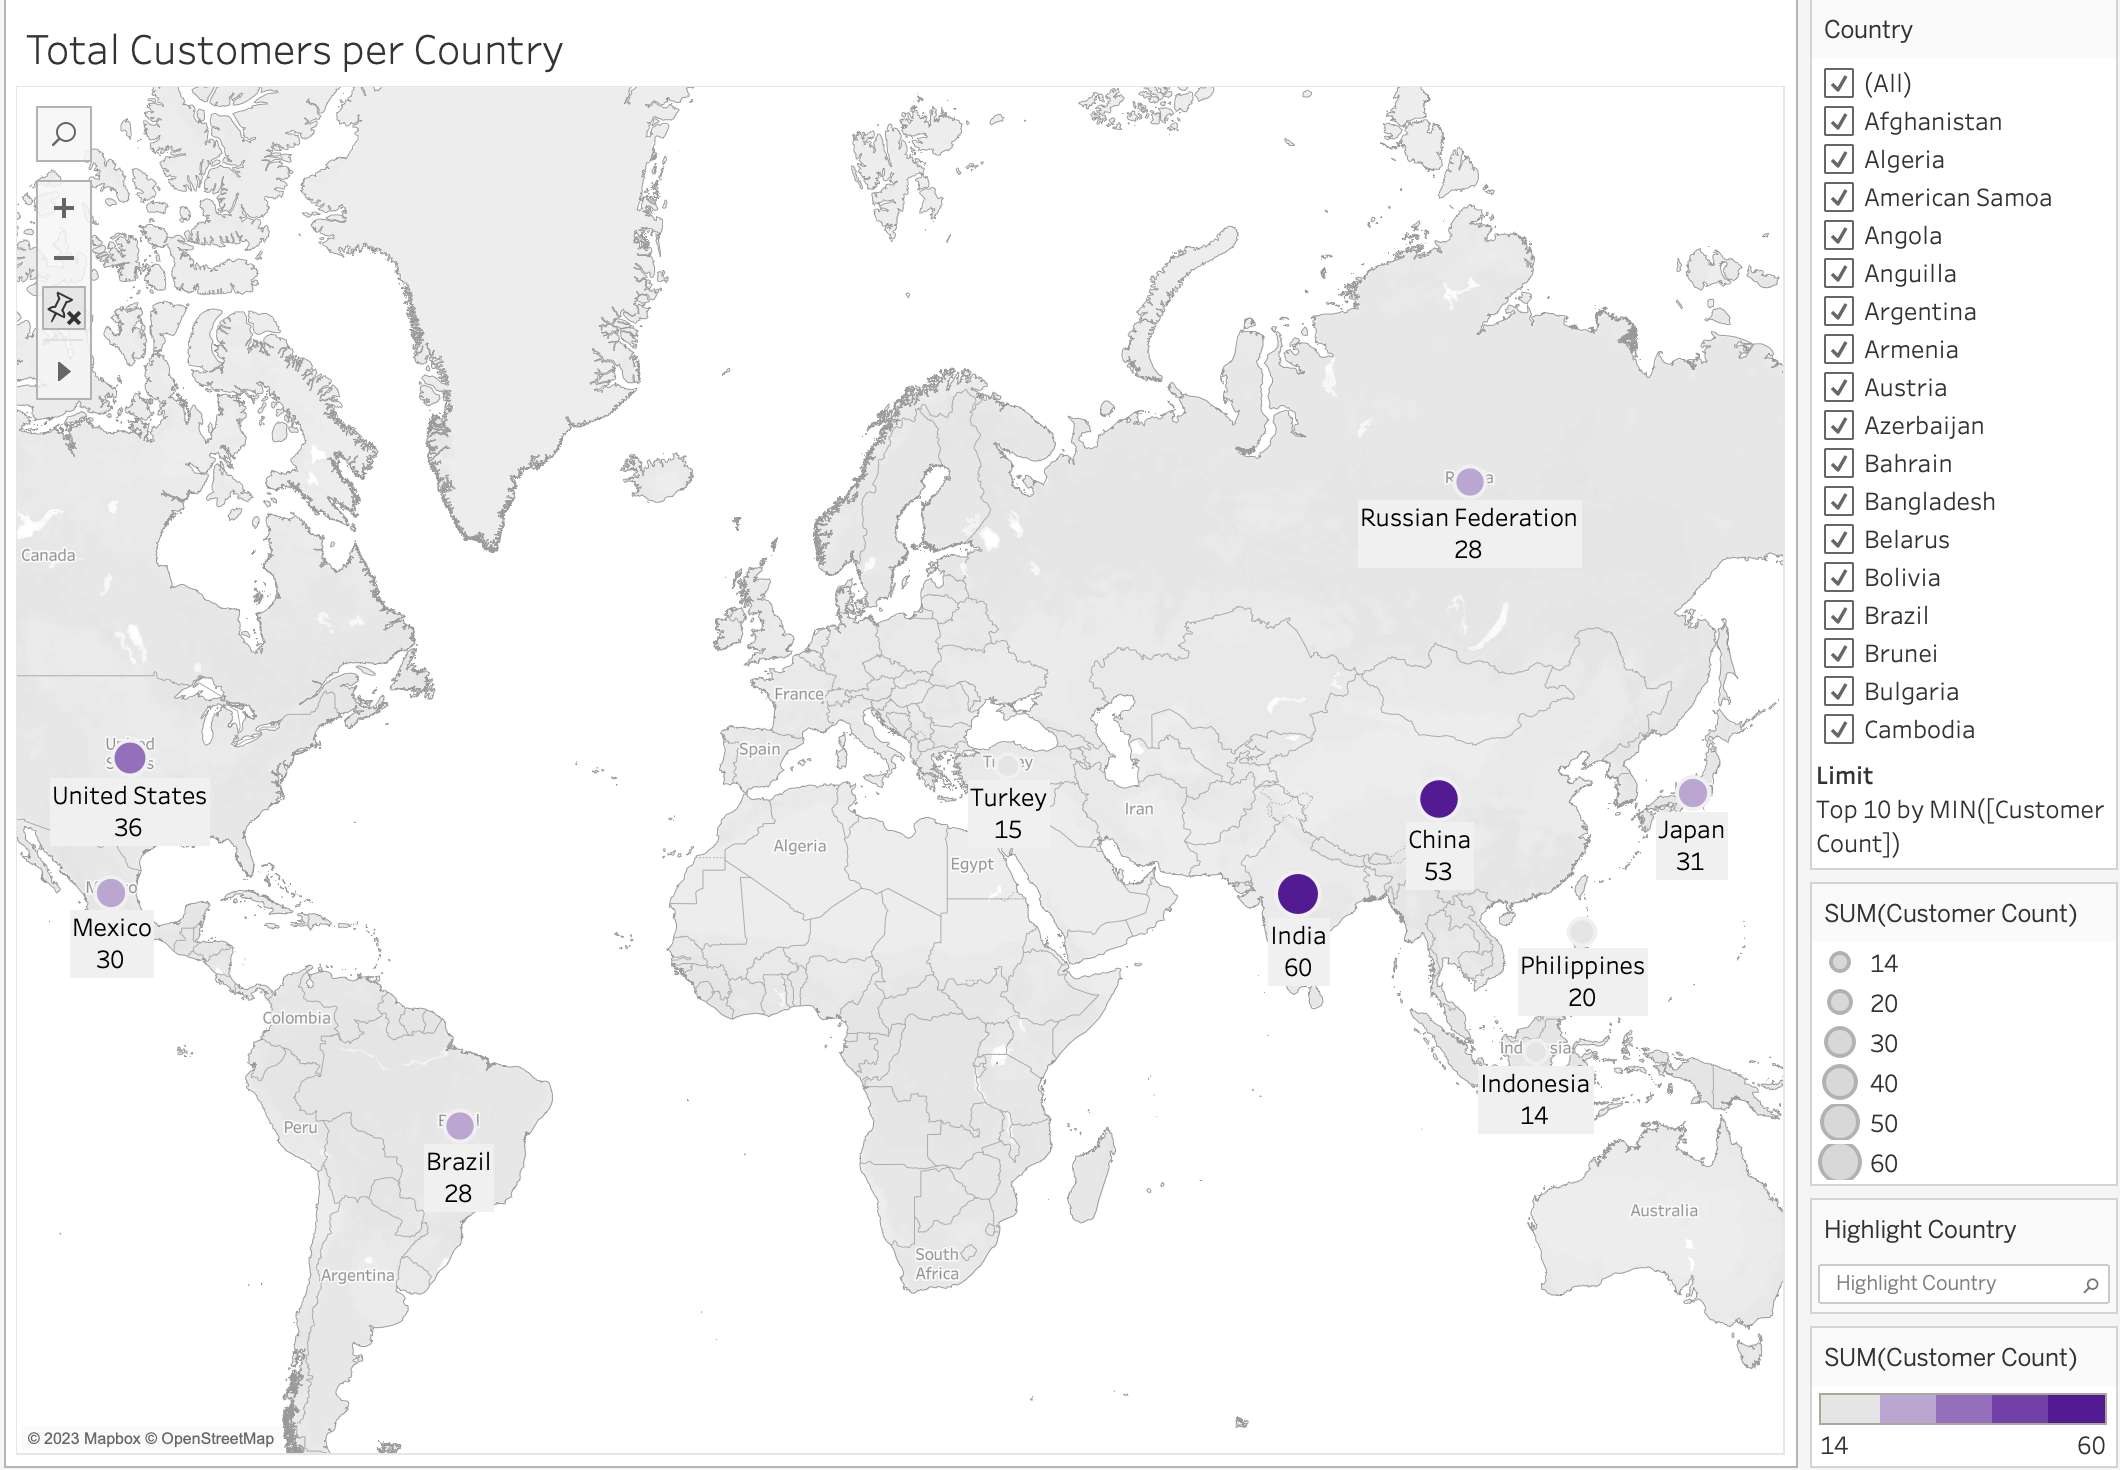 Total Customers per Country
Canada
Russian Federation
28
France
United States
36
Spain
Turkey
15
Iran
China
53
Japan
31
Algeria
Egypt
Mexico
30
India
60
Philippines
20
Colombia
Indonesia
14
Peru
Brazil
28
Australia
South
Africa
Argentina
© 2023 Mapbox © OpenStreetMap
Country
(All)
Afghanistan
Algeria
American Samoa
Angola
Anguilla
Argentina
Armenia
Austria
Azerbaijan
Bahrain
Bangladesh
Belarus
Bolivia
Brazil
Brunei
Bulgaria
Cambodia
Limit
Top 10 by MIN([Customer
Count])
SUM(Customer Count)
14
20
30
40
50
60
Highlight Country
Highlight Country
SUM(Customer Count)
14 60